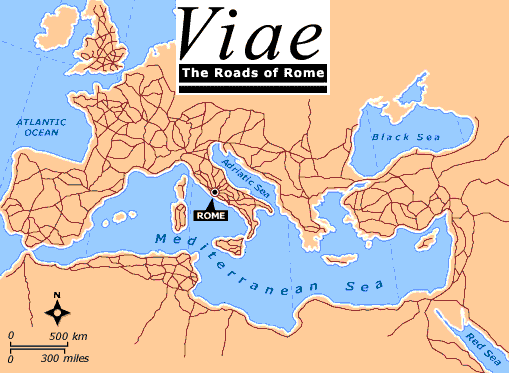 Viae
The Roads of Rome
ATLANTIC
OCEAN
Black Sea
Adriatic Sea
ROME
Mediterranean Sea
N
0 500 km
0 300 miles
Red Sea